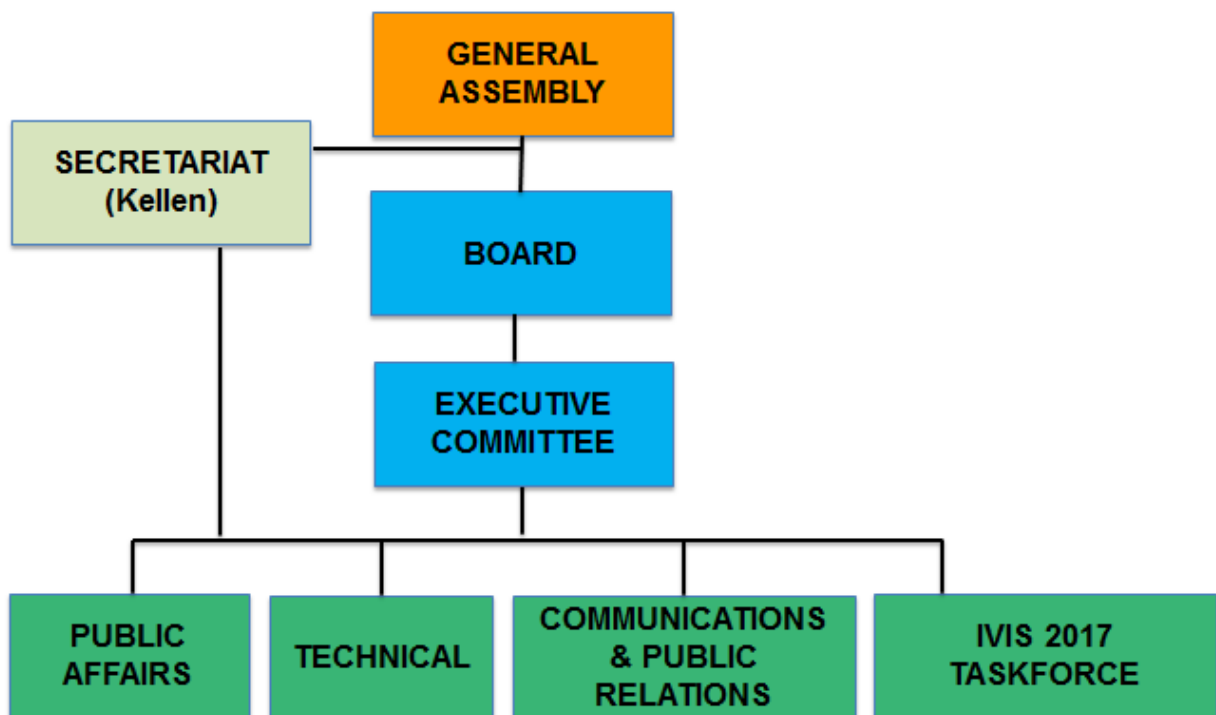 GENERAL
ASSEMBLY
SECRETARIAT
(Kellen)
BOARD
EXECUTIVE
COMMITTEE
PUBLIC
AFFAIRS
TECHNICAL
COMMUNICATIONS
& PUBLIC
RELATIONS
IVIS 2017
TASKFORCE